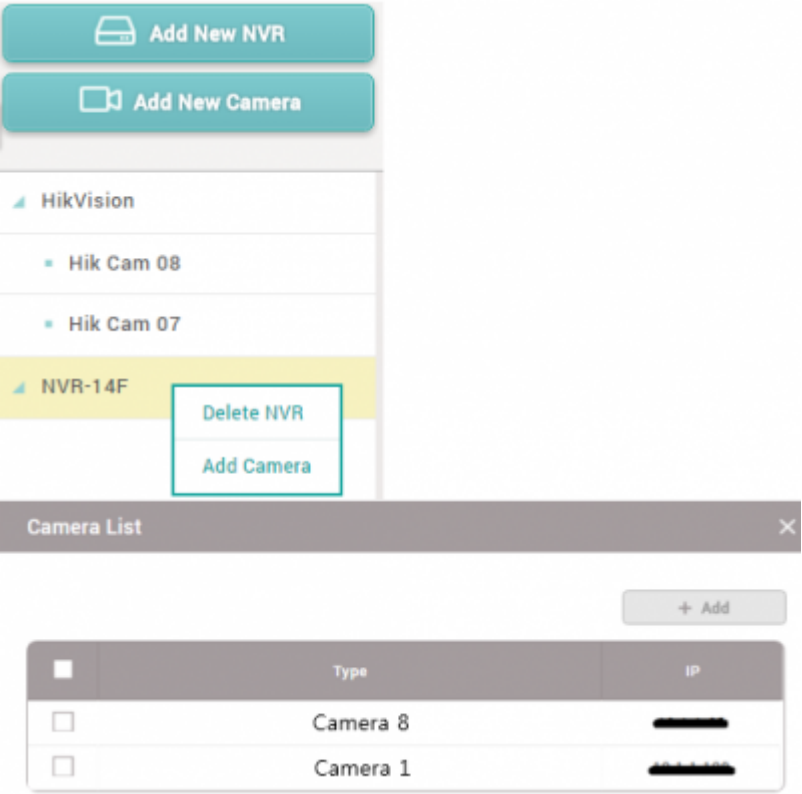 Add New NVR
Add New Camera
HikVision
Hik Cam 08
Hik Cam 07
NVR-14F
Delete NVR
Add Camera
Camera List
+ Add
Type IP
Camera 8
Camera 1